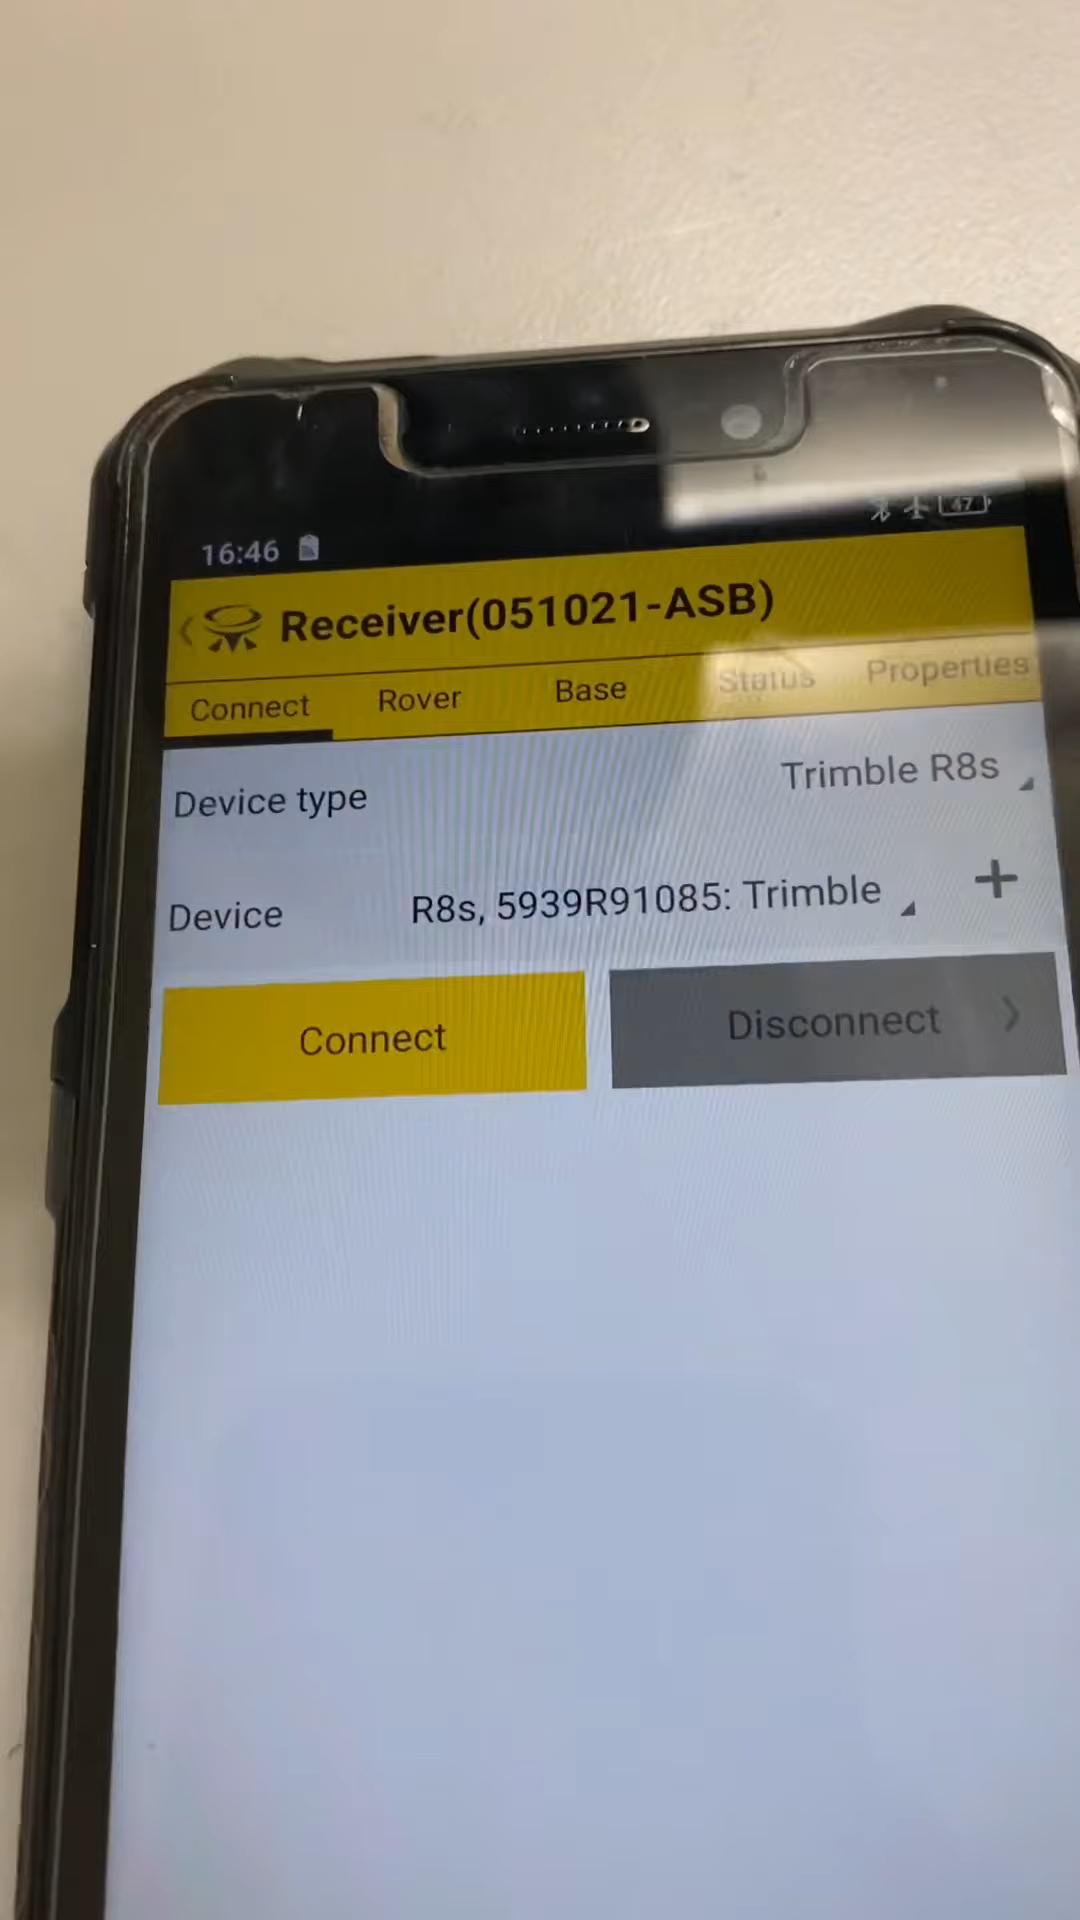 16:46
47
Receiver(051021-ASB)
Connect Rover Base Status Properties
Device type Trimble R8s
Device R8s, 5939R91085: Trimble +
Connect Disconnect